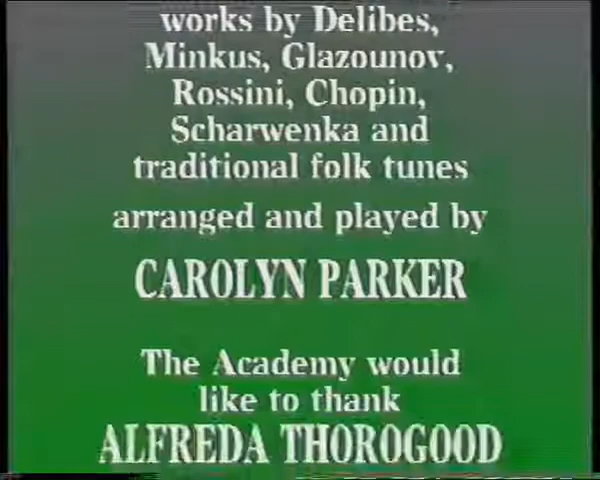 works by Delibes,
Minkus, Glazounov,
Rossini, Chopin,
Scharwenka and
traditional folk tunes
arranged and played by
CAROLYN PARKER
The Academy would
like to thank
ALFREDA THOROGOOD